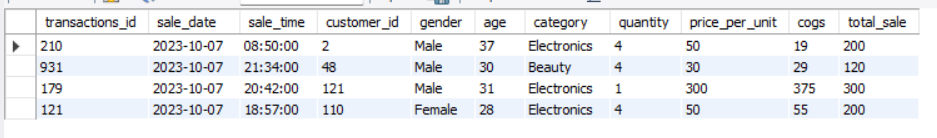 transactions_id sale_date sale_time customer_id gender age category quantity price_per_unit cogs total_sale
210 2023-10-07 08:50:00 2 Male 37 Electronics 4 50 19 200
931 2023-10-07 21:34:00 48 Male 30 Beauty 4 30 29 120
179 2023-10-07 20:42:00 121 Male 31 Electronics 1 300 375 300
121 2023-10-07 18:57:00 110 Female 28 Electronics 4 50 55 200